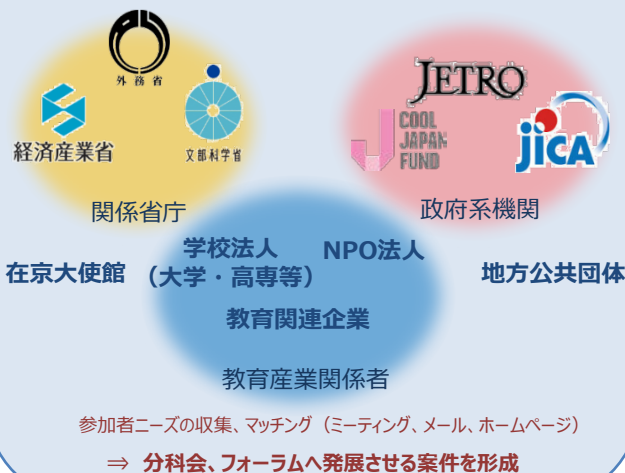 外務省
経済産業省
文部科学省
JETRO
COOL
JAPAN
FUND
JICA
関係省庁
政府系機関
学校法人
（大学・高専等）
NPO法人
在京大使館
地方公共団体
教育関連企業
教育産業関係者
参加者ニーズの収集、マッチング（ミーティング、メール、ホームページ）
⇒ 分科会、フォーラムへ発展させる案件を形成